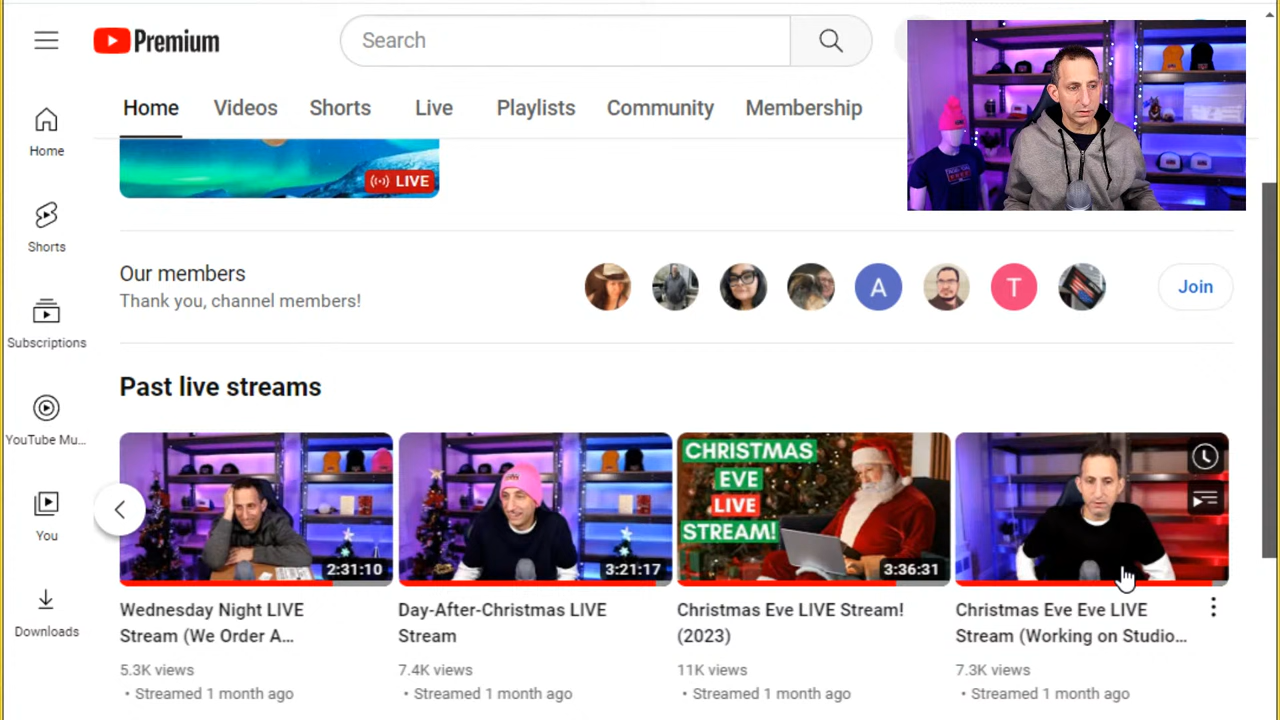 Premium
Search
Home Videos Shorts Live Playlists Community Membership
Home
Shorts
Subscriptions
YouTube Mu...
You
Downloads
LIVE
Our members
Thank you, channel members!
A
T
Join
Past live streams
2:31:10
Wednesday Night LIVE
Stream (We Order A...
5.3K views
• Streamed 1 month ago
3:21:17
Day-After-Christmas LIVE
Stream
7.4K views
• Streamed 1 month ago
CHRISTMAS
EVE
LIVE
STREAM!
3:36:31
Christmas Eve LIVE Stream!
(2023)
11K views
• Streamed 1 month ago
Christmas Eve Eve LIVE
Stream (Working on Studio...
7.3K views
• Streamed 1 month ago